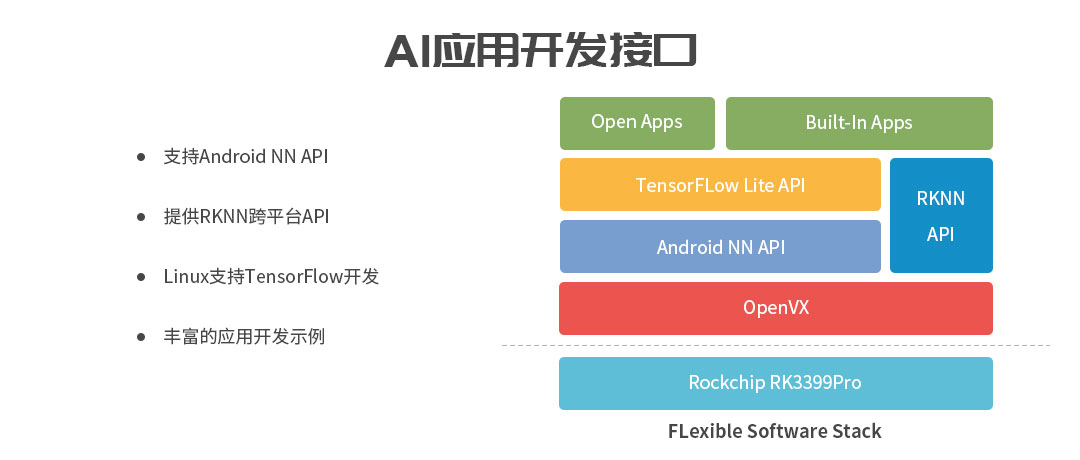 AI应用开发接口
支持Android NN API
提供RKNN跨平台API
Linux支持TensorFlow开发
丰富的应用开发示例
Open Apps
Built-In Apps
TensorFLow Lite API
RKNN
API
Android NN API
OpenVX
Rockchip RK3399Pro
FLexible Software Stack